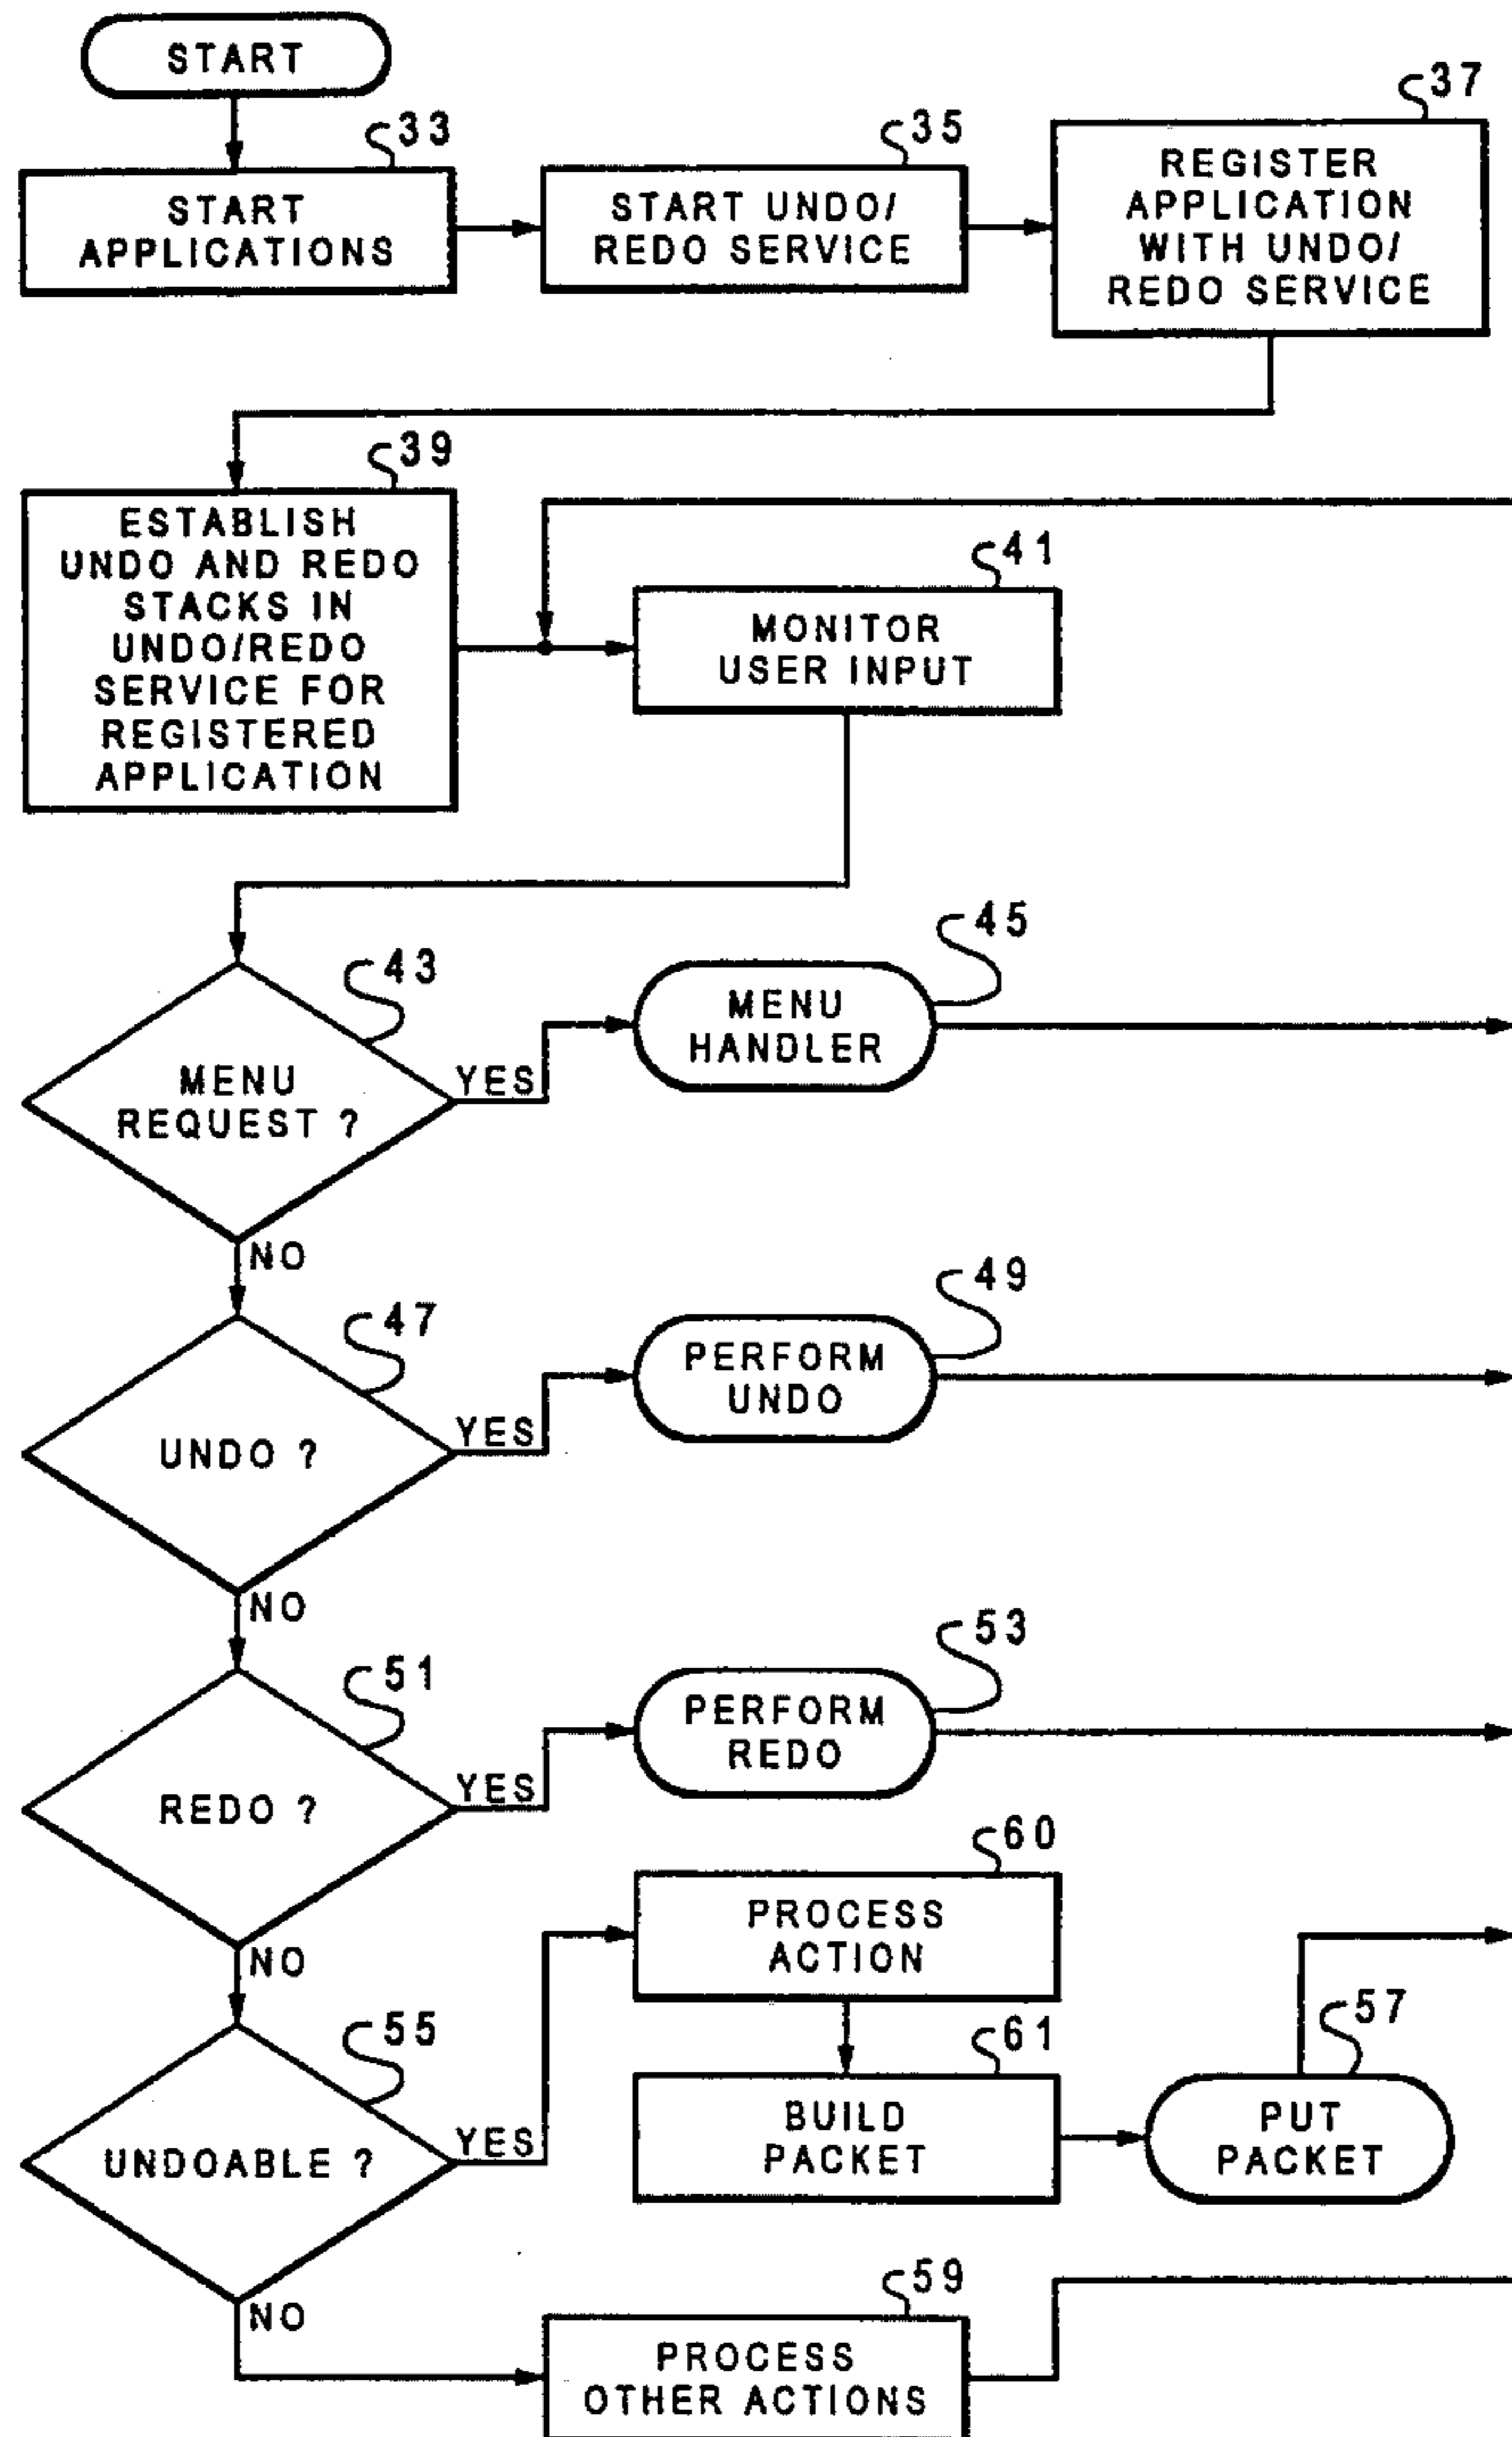 START
33
START
APPLICATIONS
35
START UNDO/
REDO SERVICE
37
REGISTER
APPLICATION
WITH UNDO/
REDO SERVICE
39
ESTABLISH
UNDO AND REDO
STACKS IN
UNDO/REDO
SERVICE FOR
REGISTERED
APPLICATION
41
MONITOR
USER INPUT
43
MENU
REQUEST ?
YES
NO
45
MENU
HANDLER
47
UNDO ?
YES
NO
49
PERFORM
UNDO
51
REDO ?
YES
NO
53
PERFORM
REDO
55
UNDOABLE ?
YES
NO
60
PROCESS
ACTION
61
BUILD
PACKET
57
PUT
PACKET
59
PROCESS
OTHER ACTIONS